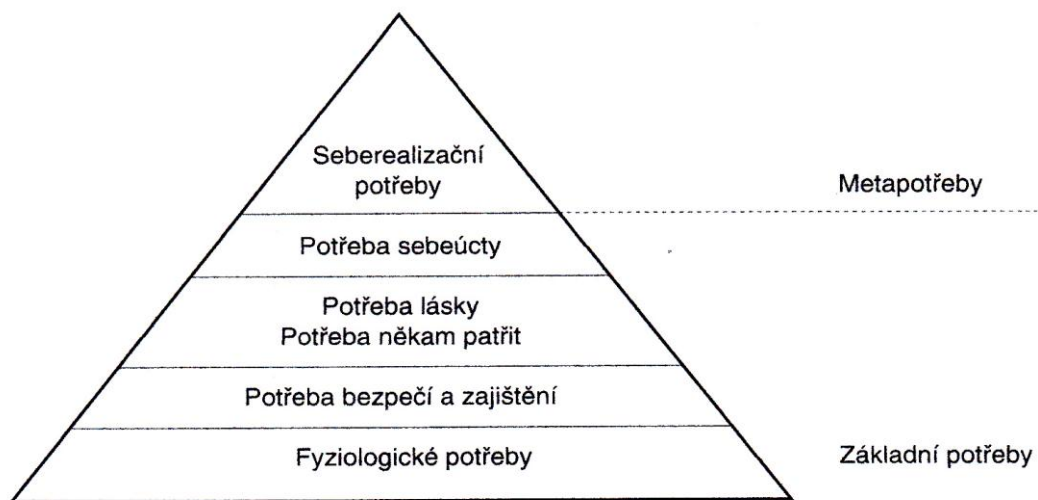 Seberealizační
potřeby
Metapotřeby
Potřeba sebeúcty
Potřeba lásky
Potřeba někam patřit
Potřeba bezpečí a zajištění
Fyziologické potřeby
Základní potřeby